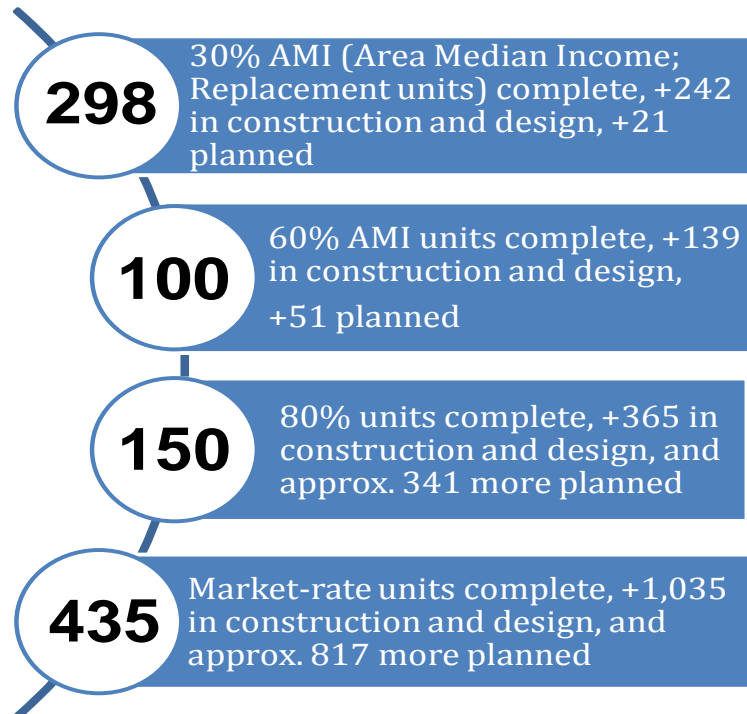 298
30% AMI (Area Median Income;
Replacement units) complete, +242
in construction and design, +21
planned
100
60% AMI units complete, +139
in construction and design,
+51 planned
150
80% units complete, +365 in
construction and design, and
approx. 341 more planned
435
Market-rate units complete, +1,035
in construction and design, and
approx. 817 more planned